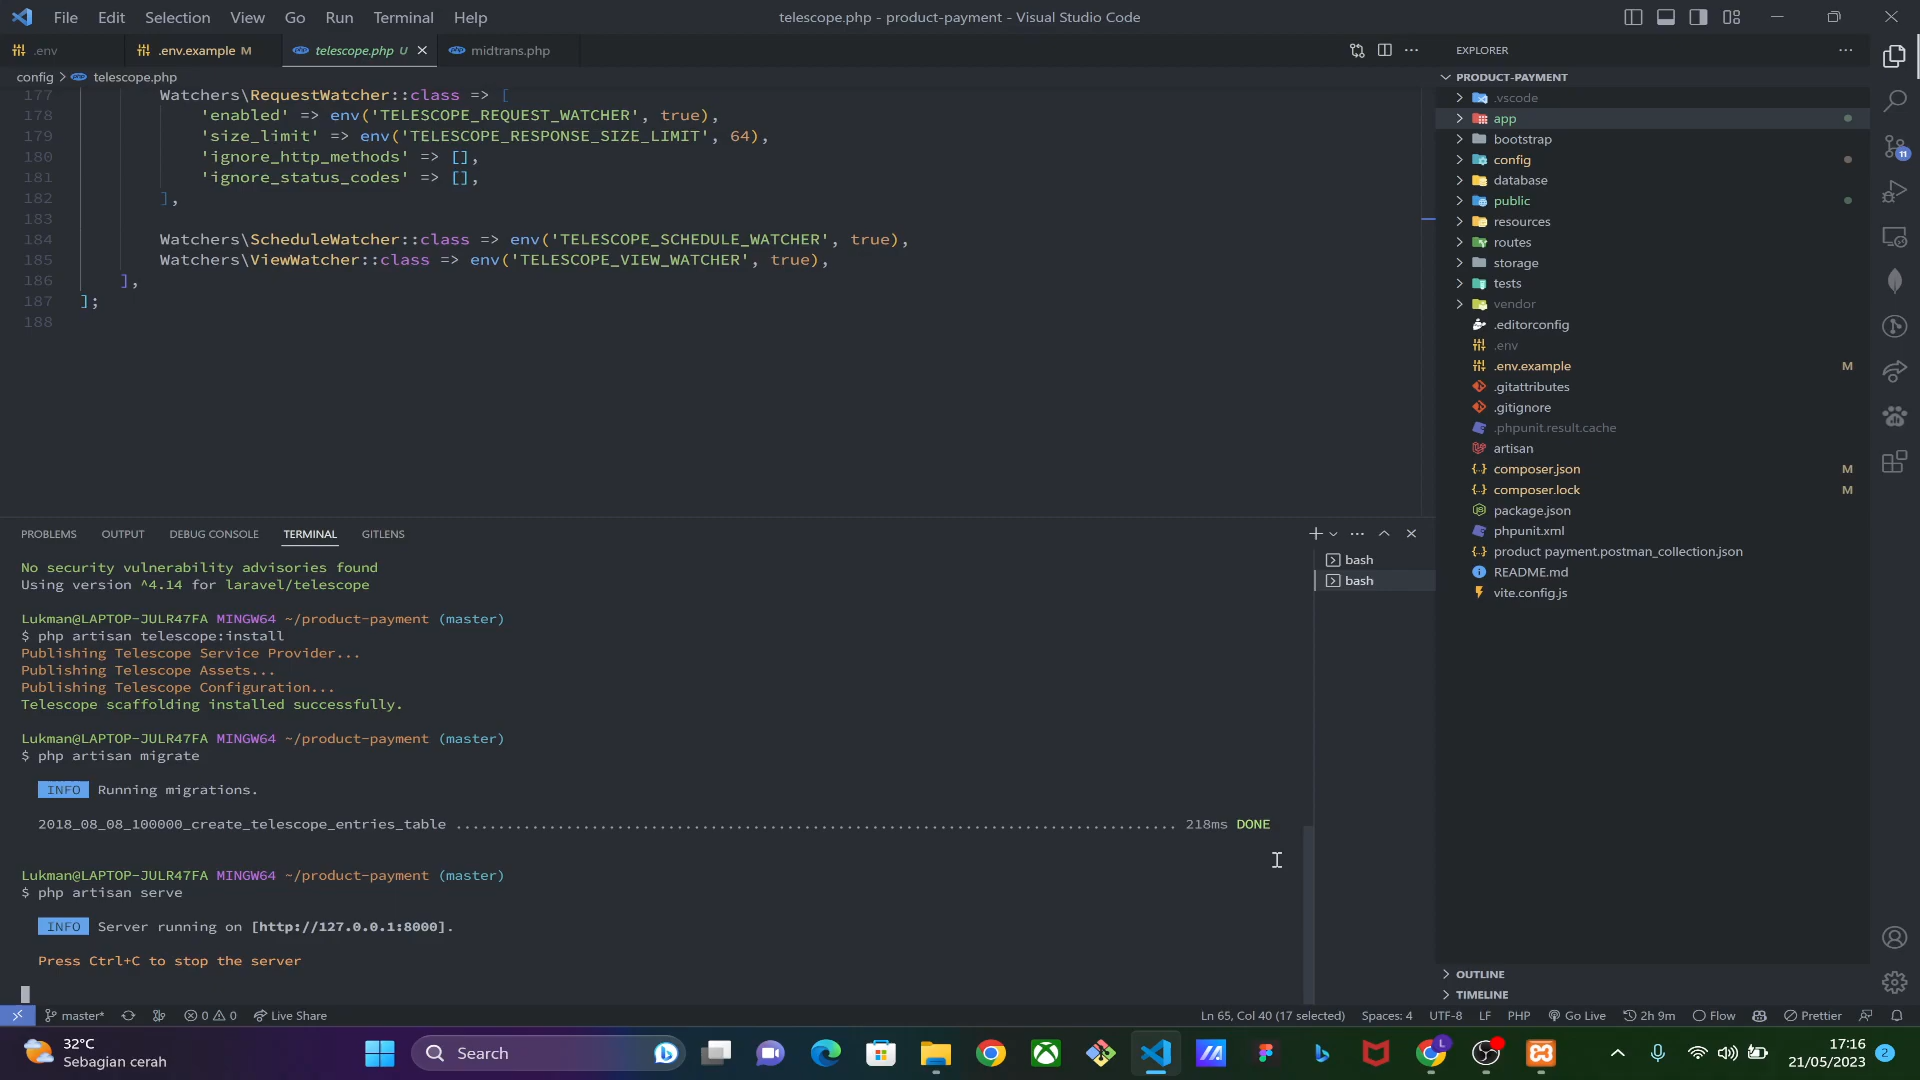 File Edit Selection View Go Run Terminal Help
telescope.php - product-payment - Visual Studio Code
.env
.env.example M
telescope.php U
midtrans.php
config > telescope.php
177 Watchers\RequestWatcher::class => [
178 'enabled' => env('TELESCOPE_REQUEST_WATCHER', true),
179 'size_limit' => env('TELESCOPE_RESPONSE_SIZE_LIMIT', 64),
180 'ignore_http_methods' => [],
181 'ignore_status_codes' => [],
182 ],
183
184 Watchers\ScheduleWatcher::class => env('TELESCOPE_SCHEDULE_WATCHER', true),
185 Watchers\ViewWatcher::class => env('TELESCOPE_VIEW_WATCHER', true),
186 ],
187 ];
188
PROBLEMS OUTPUT DEBUG CONSOLE TERMINAL GITLENS
No security vulnerability advisories found
Using version ^4.14 for laravel/telescope
Lukman@LAPTOP-JULR47FA MINGW64 ~/product-payment (master)
$ php artisan telescope:install
Publishing Telescope Service Provider...
Publishing Telescope Assets...
Publishing Telescope Configuration...
Telescope scaffolding installed successfully.
Lukman@LAPTOP-JULR47FA MINGW64 ~/product-payment (master)
$ php artisan migrate
INFO Running migrations.
2018_08_08_100000_create_telescope_entries_table .................................................................................... 218ms DONE
Lukman@LAPTOP-JULR47FA MINGW64 ~/product-payment (master)
$ php artisan serve
INFO Server running on [http://127.0.0.1:8000].
Press Ctrl+C to stop the server
bash
bash
EXPLORER
PRODUCT-PAYMENT
.vscode
app
bootstrap
config
database
public
resources
routes
storage
tests
vendor
.editorconfig
.env
.env.example M
.gitattributes
.gitignore
.phpunit.result.cache
artisan
composer.json M
composer.lock M
package.json
phpunit.xml
product payment.postman_collection.json
README.md
vite.config.js
OUTLINE
TIMELINE
11
master* 0 0 Live Share
Ln 65, Col 40 (17 selected) Spaces: 4 UTF-8 LF PHP Go Live 2h 9m Flow Prettier
32°C
Sebagian cerah
Search
L
17:16
21/05/2023
2